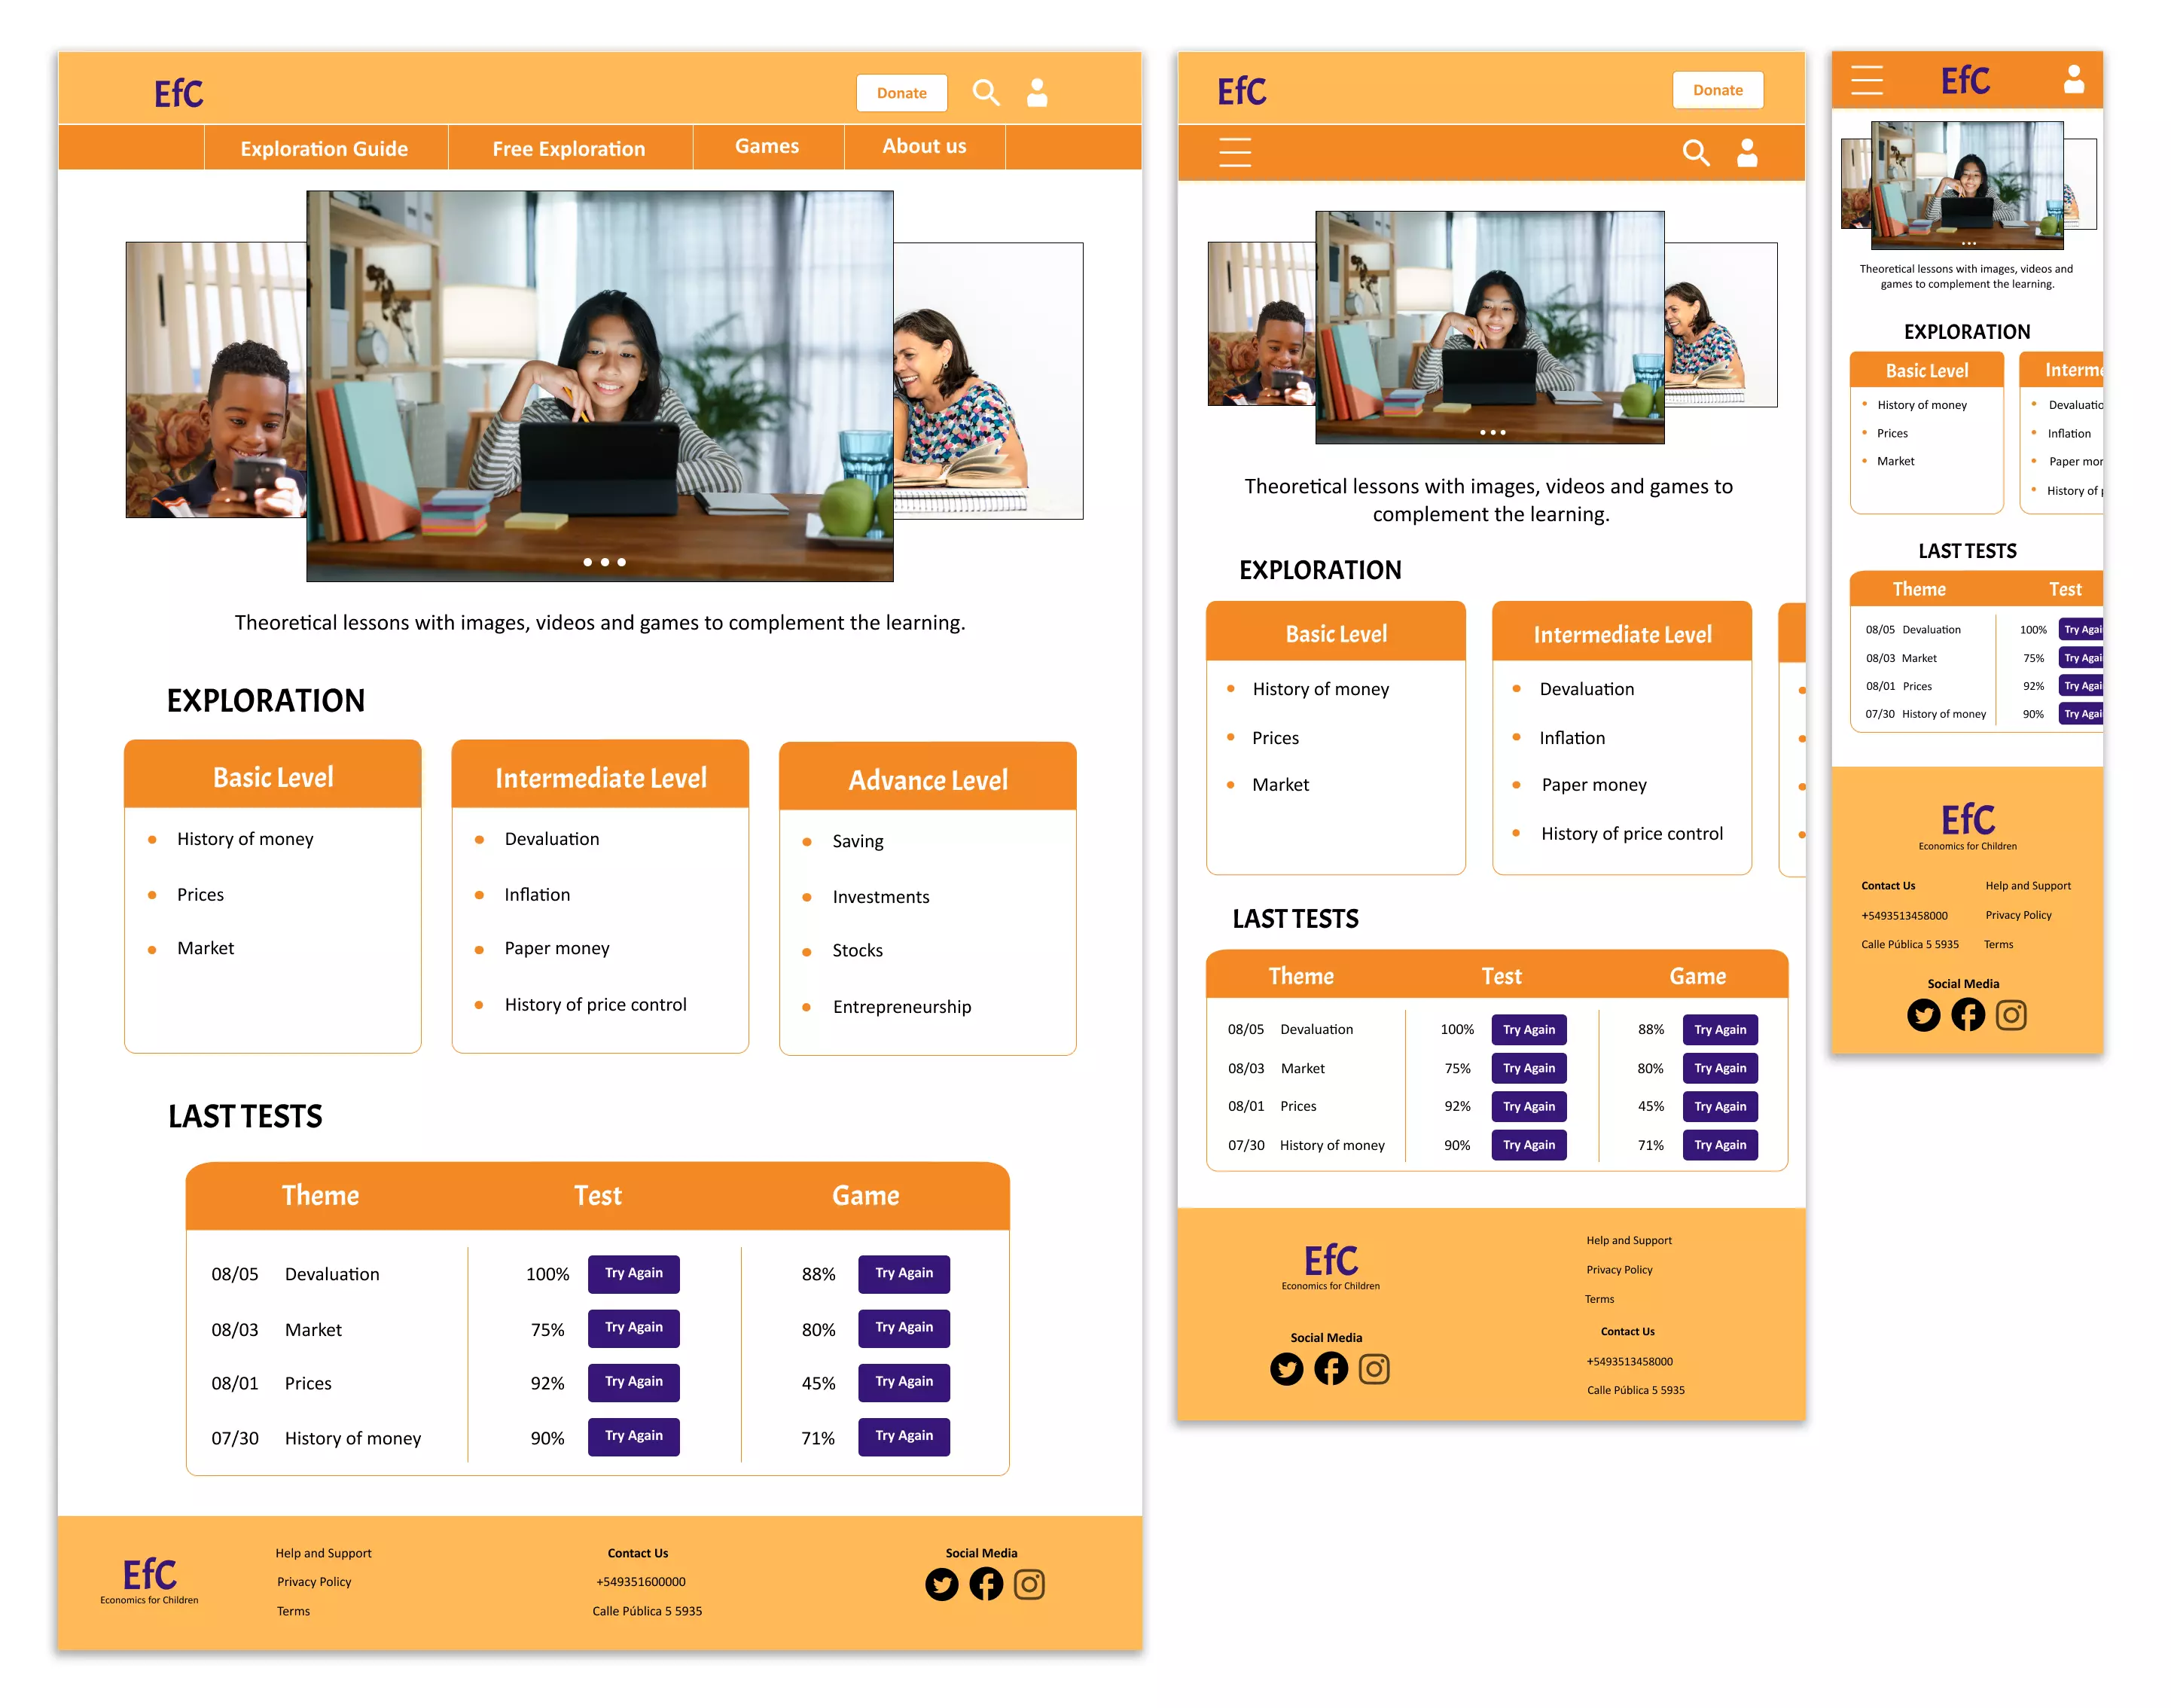 EfC
Donate
Exploration Guide
Free Exploration
Games
About us
Theoretical lessons with images, videos and games to complement the learning.
EXPLORATION
Basic Level
History of money
Prices
Market
Intermediate Level
Devaluation
Inflation
Paper money
History of price control
Advance Level
Saving
Investments
Stocks
Entrepreneurship
LAST TESTS
Theme Test Game
08/05 Devaluation 100% Try Again 88% Try Again
08/03 Market 75% Try Again 80% Try Again
08/01 Prices 92% Try Again 45% Try Again
07/30 History of money 90% Try Again 71% Try Again
EfC
Economics for Children
Help and Support
Privacy Policy
Terms
Contact Us
+549351600000
Calle Pública 5 5935
Social Media
EfC
Donate
Theoretical lessons with images, videos and games to
complement the learning.
EXPLORATION
Basic Level
History of money
Prices
Market
Intermediate Level
Devaluation
Inflation
Paper money
History of price control
LAST TESTS
Theme Test Game
08/05 Devaluation 100% Try Again 88% Try Again
08/03 Market 75% Try Again 80% Try Again
08/01 Prices 92% Try Again 45% Try Again
07/30 History of money 90% Try Again 71% Try Again
EfC
Economics for Children
Social Media
Help and Support
Privacy Policy
Terms
Contact Us
+5493513458000
Calle Pública 5 5935
EfC
Theoretical lessons with images, videos and
games to complement the learning.
EXPLORATION
Basic Level
History of money
Prices
Market
Interme
Devaluatio
Inflation
Paper mor
History of
LAST TESTS
Theme Test
08/05 Devaluation 100% Try Agai
08/03 Market 75% Try Agai
08/01 Prices 92% Try Agai
07/30 History of money 90% Try Agai
EfC
Economics for Children
Contact Us
+5493513458000
Calle Pública 5 5935
Help and Support
Privacy Policy
Terms
Social Media